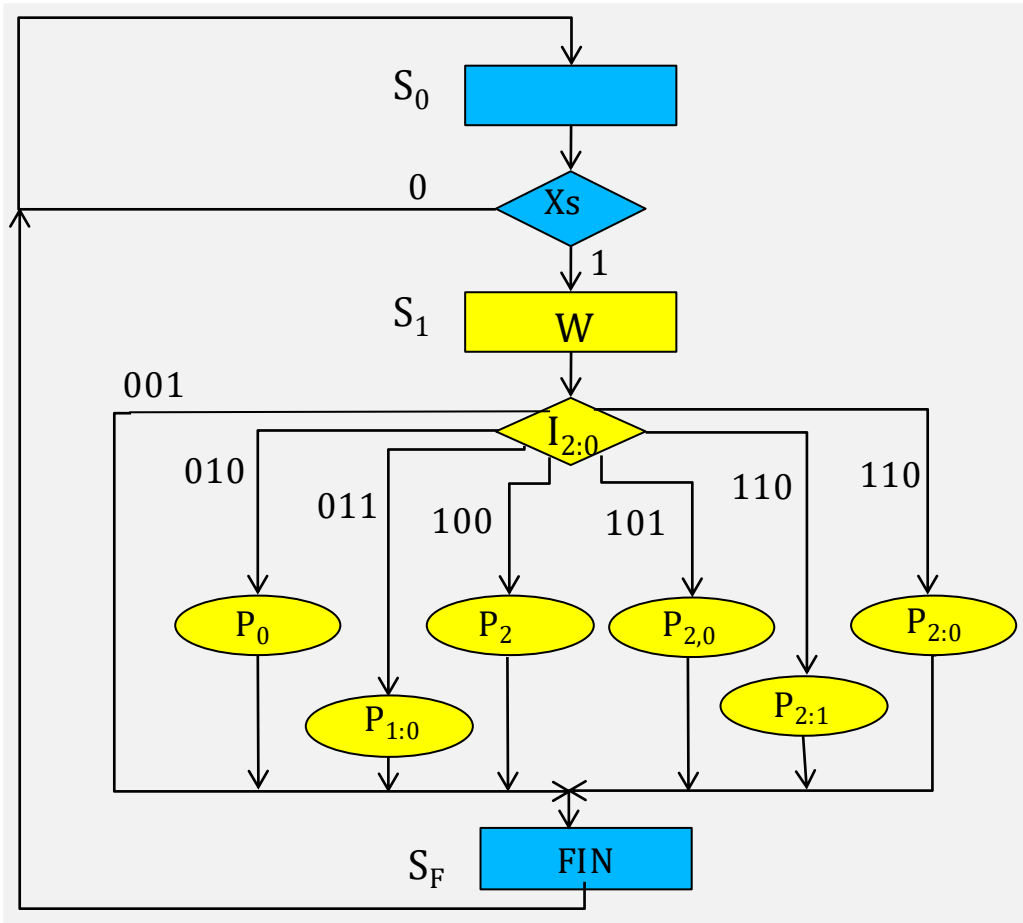 S₀
Xs
0
1
S₁
W
001
I₂:₀
010
011
100
101
110
110
P₀
P₂
P₂,₀
P₂:₀
P₁:₀
P₂:₁
FIN
S_F